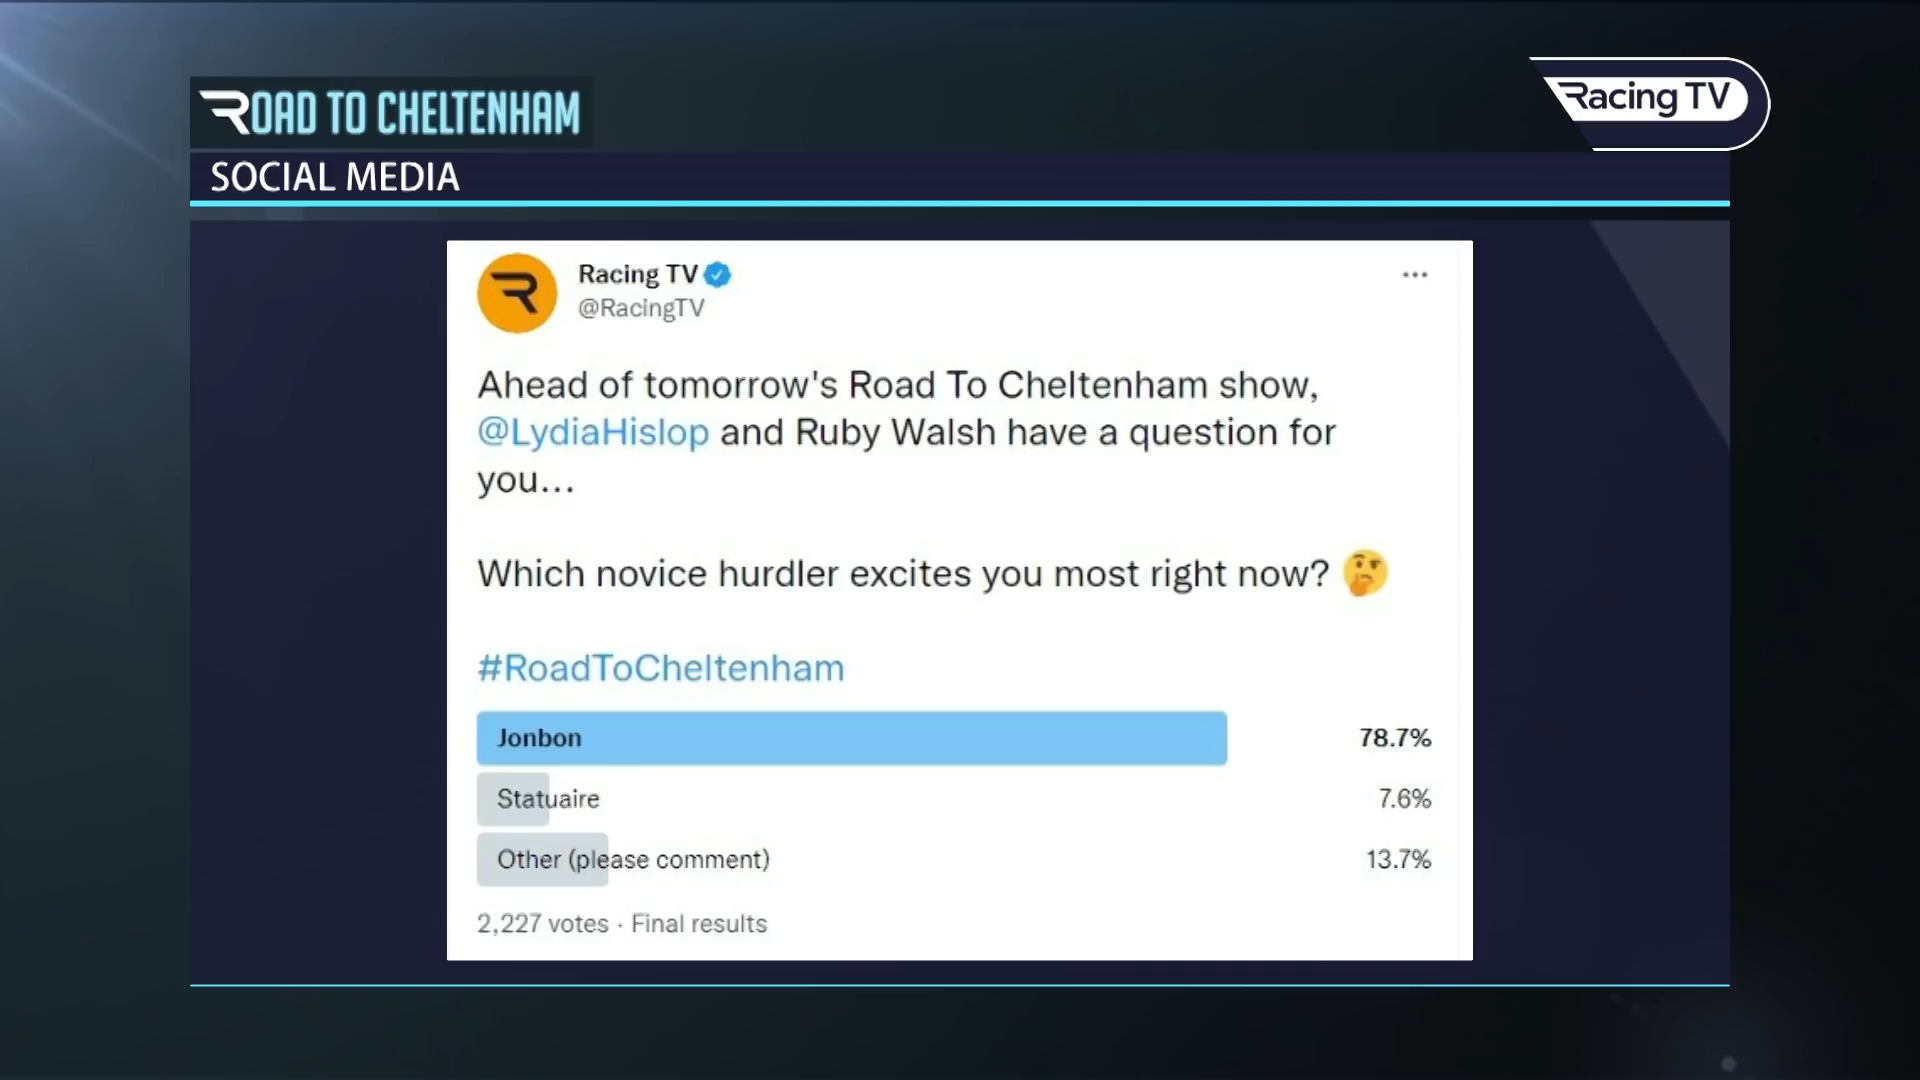 ROAD TO CHELTENHAM
Racing TV
SOCIAL MEDIA
Racing TV
@RacingTV
Ahead of tomorrow's Road To Cheltenham show,
@LydiaHislop and Ruby Walsh have a question for
you...
Which novice hurdler excites you most right now? 🤔
#RoadToCheltenham
Jonbon 78.7%
Statuaire 7.6%
Other (please comment) 13.7%
2,227 votes · Final results